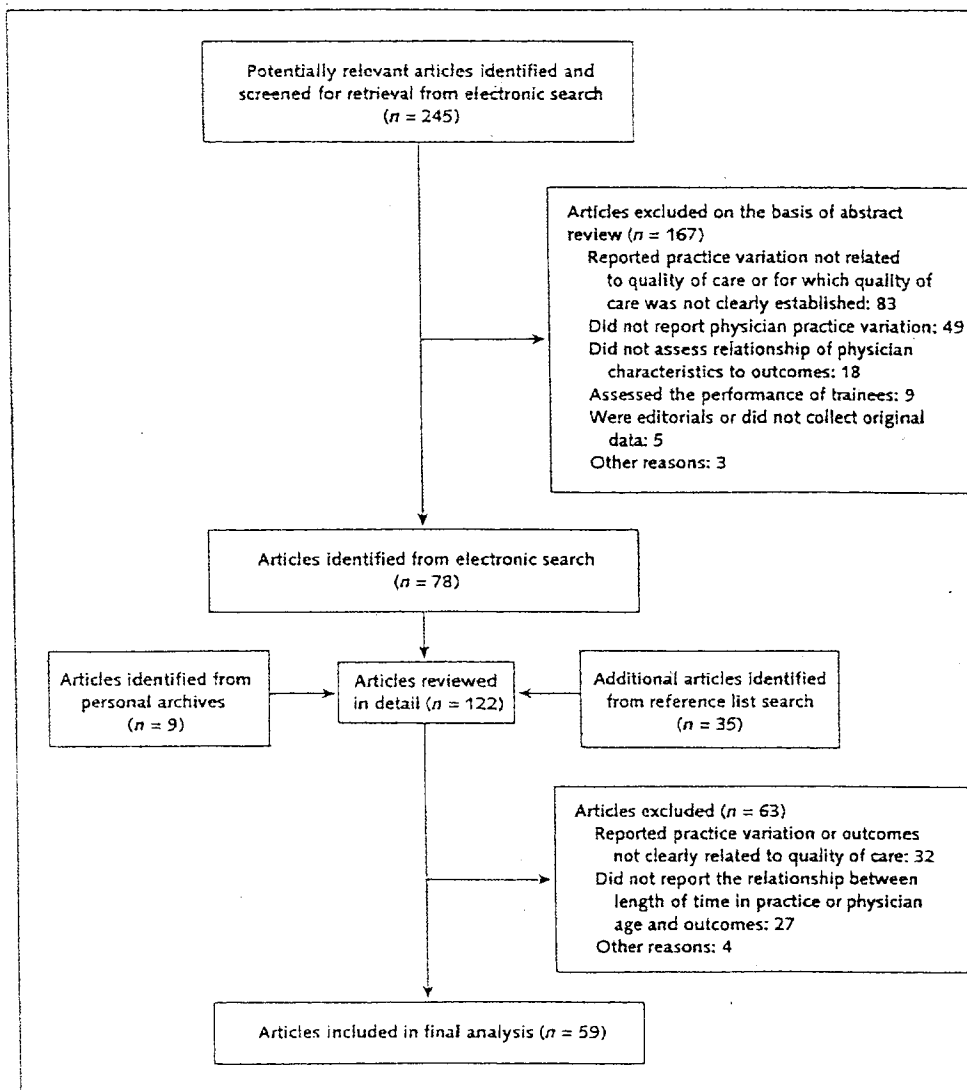 Potentially relevant articles identified and
screened for retrieval from electronic search
(n = 245)
Articles excluded on the basis of abstract
review (n = 167)
Reported practice variation not related
to quality of care or for which quality of
care was not clearly established: 83
Did not report physician practice variation: 49
Did not assess relationship of physician
characteristics to outcomes: 18
Assessed the performance of trainees: 9
Were editorials or did not collect original
data: 5
Other reasons: 3
Articles identified from electronic search
(n = 78)
Articles identified from
personal archives
(n = 9)
Articles reviewed
in detail (n = 122)
Additional articles identified
from reference list search
(n = 35)
Articles excluded (n = 63)
Reported practice variation or outcomes
not clearly related to quality of care: 32
Did not report the relationship between
length of time in practice or physician
age and outcomes: 27
Other reasons: 4
Articles included in final analysis (n = 59)